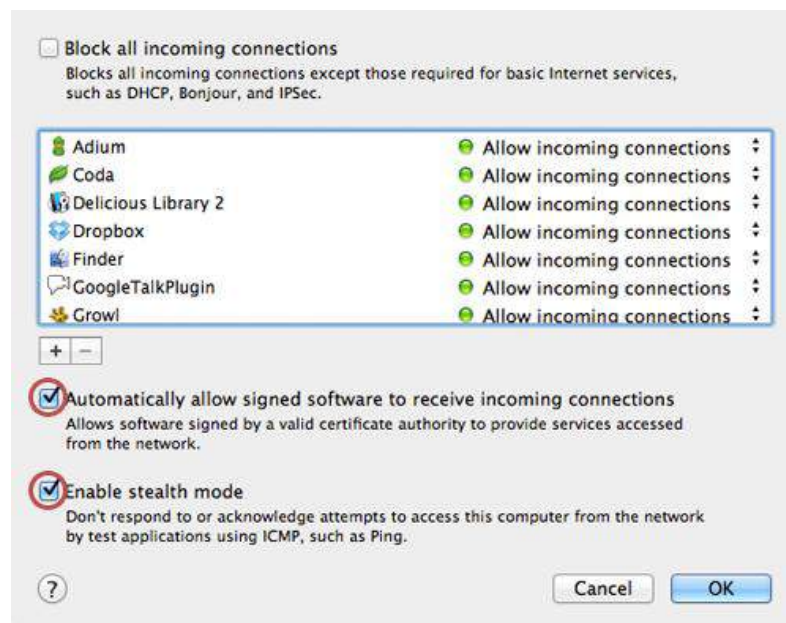 Block all incoming connections
Blocks all incoming connections except those required for basic Internet services,
such as DHCP, Bonjour, and IPSec.
Adium Allow incoming connections
Coda Allow incoming connections
Delicious Library 2 Allow incoming connections
Dropbox Allow incoming connections
Finder Allow incoming connections
GoogleTalkPlugin Allow incoming connections
Growl Allow incoming connections
+ −
Automatically allow signed software to receive incoming connections
Allows software signed by a valid certificate authority to provide services accessed
from the network.
Enable stealth mode
Don't respond to or acknowledge attempts to access this computer from the network
by test applications using ICMP, such as Ping.
? Cancel OK